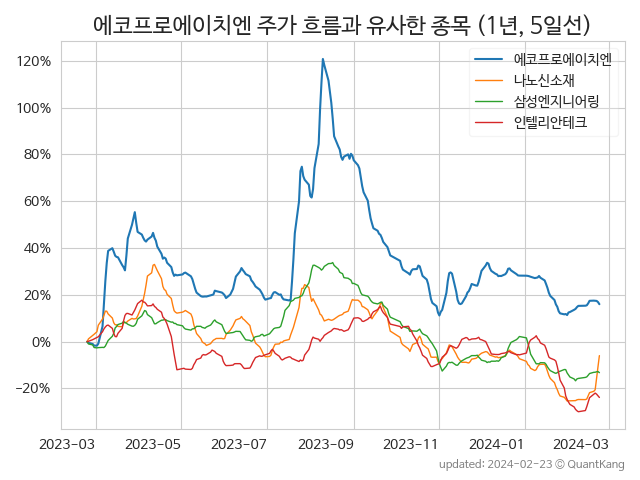 에코프로에이치엔 주가 흐름과 유사한 종목 (1년, 5일선)
에코프로에이치엔
나노신소재
삼성엔지니어링
인텔리안테크
120%
100%
80%
60%
40%
20%
0%
−20%
2023−03 2023−05 2023−07 2023−09 2023−11 2024−01 2024−03
updated: 2024−02−23 © QuantKang